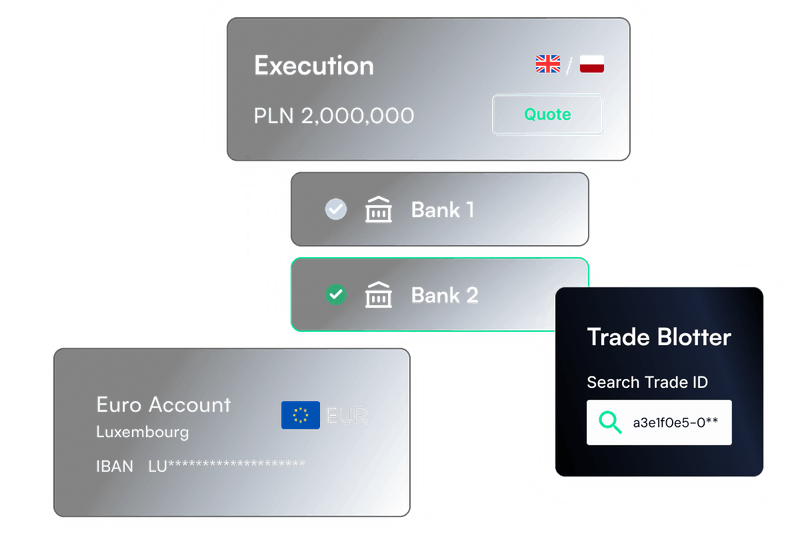 Execution
/
PLN 2,000,000
Quote
Bank 1
Bank 2
Trade Blotter
Search Trade ID
a3e1f0e5-0**
Euro Account
EUR
Luxembourg
IBAN LU********************